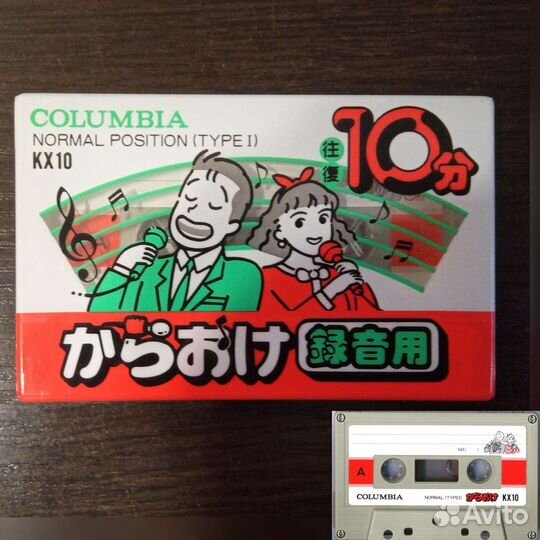 COLUMBIA
NORMAL POSITION (TYPE I)
KX10
往復
10分
からおけ 録音用
NR:
A
COLUMBIA NORMAL (TYPE I) からおけ KX10
Avito